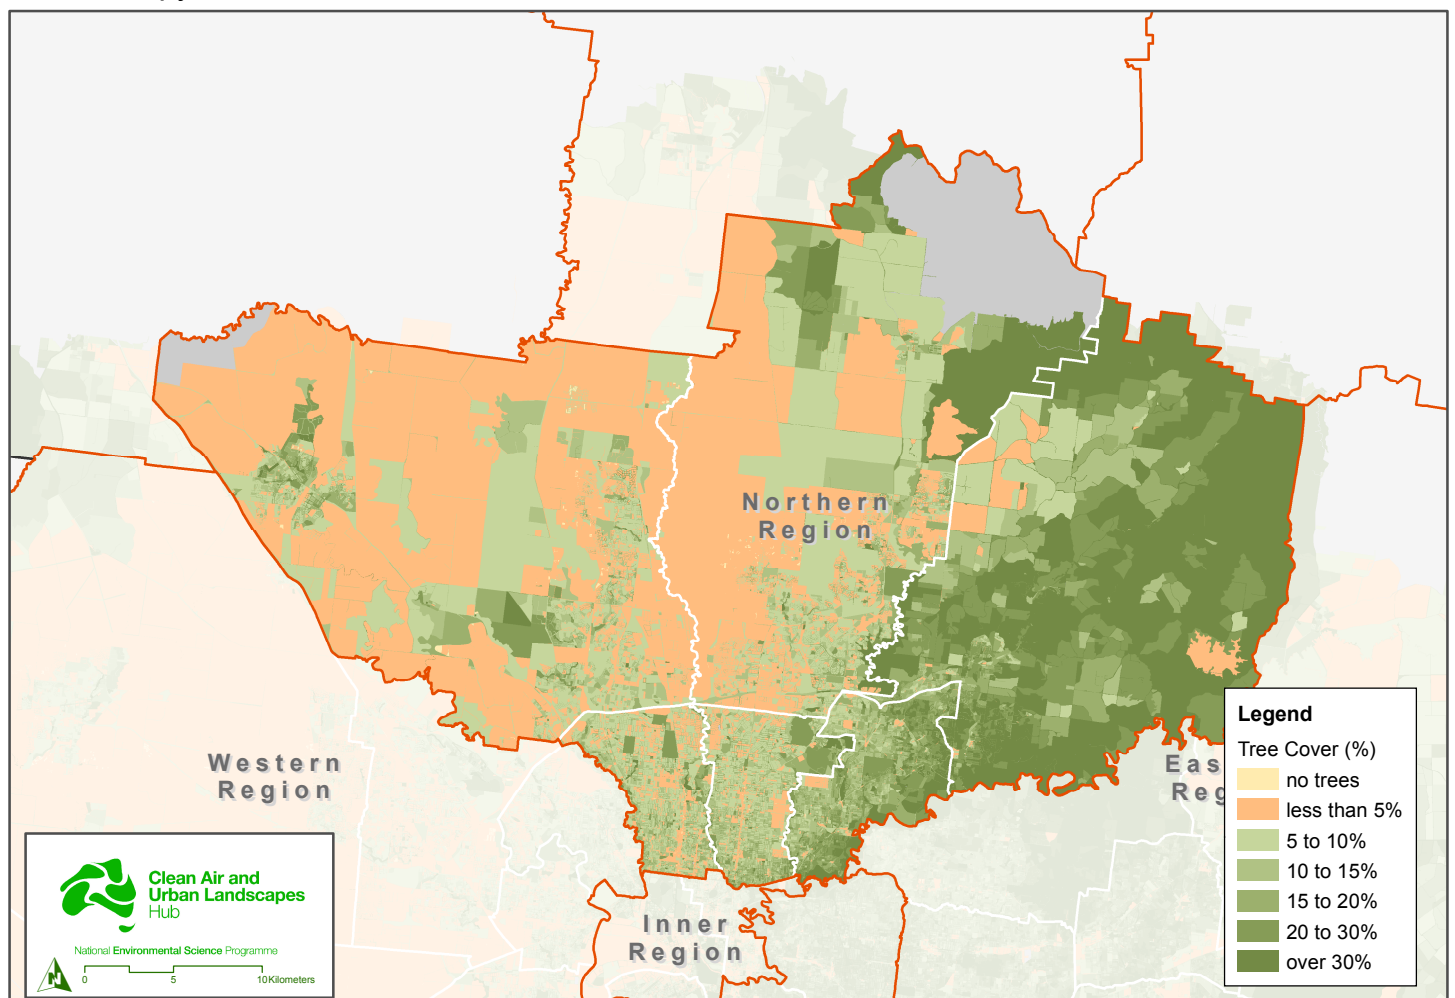 Northern
Region
Western
Region
Eas
Reg
Inner
Region
Legend
Tree Cover (%)
no trees
less than 5%
5 to 10%
10 to 15%
15 to 20%
20 to 30%
over 30%
Clean Air and
Urban Landscapes
Hub
National Environmental Science Programme
N
0 5 10 Kilometers